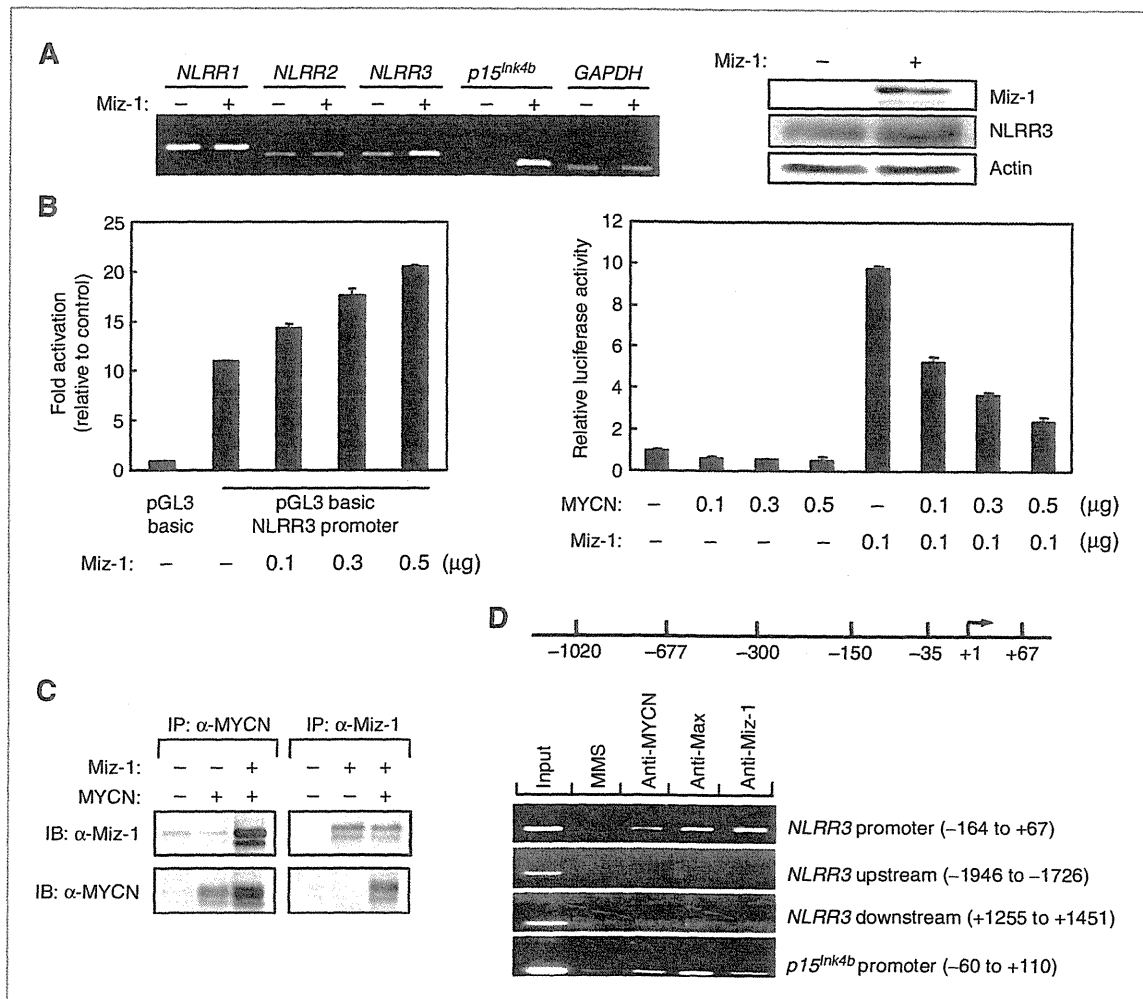 A
NLRR1 NLRR2 NLRR3 p15Ink4b GAPDH
Miz-1: – + – + – + – + – +
Miz-1: – +
Miz-1
NLRR3
Actin
B
Fold activation
(relative to control)
25
20
15
10
5
0
pGL3
basic
pGL3 basic
NLRR3 promoter
Miz-1: – – 0.1 0.3 0.5 (μg)
Relative luciferase activity
12
10
8
6
4
2
0
MYCN: – 0.1 0.3 0.5 – 0.1 0.3 0.5 (μg)
Miz-1: – – – – 0.1 0.1 0.1 0.1 (μg)
C
IP: α-MYCN IP: α-Miz-1
Miz-1: – – + – + +
MYCN: – + + – – +
IB: α-Miz-1
IB: α-MYCN
D
–1020 –677 –300 –150 –35 +1 +67
Input MMS Anti-MYCN Anti-Max Anti-Miz-1
NLRR3 promoter (–164 to +67)
NLRR3 upstream (–1946 to –1726)
NLRR3 downstream (+1255 to +1451)
p15Ink4b promoter (–60 to +110)